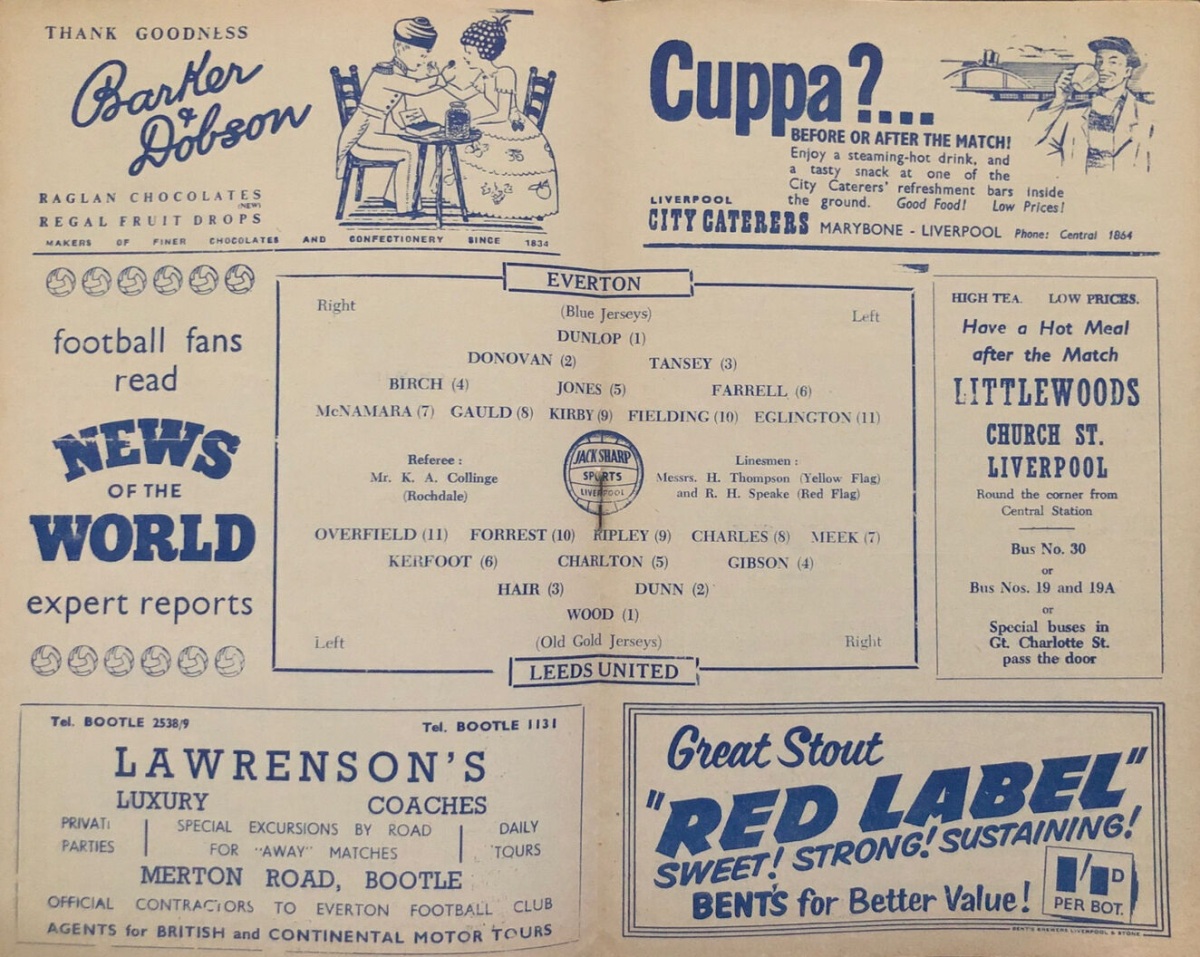 THANK GOODNESS
Barker
&
Dobson
RAGLAN CHOCOLATES
(NEW)
REGAL FRUIT DROPS
MAKERS OF FINER CHOCOLATES AND CONFECTIONERY SINCE 1834
Cuppa?....
BEFORE OR AFTER THE MATCH!
Enjoy a steaming-hot drink, and
a tasty snack at one of the
City Caterers' refreshment bars inside
the ground. Good Food! Low Prices!
LIVERPOOL
CITY CATERERS MARYBONE - LIVERPOOL Phone: Central 1864
football fans
read
NEWS
OF THE
WORLD
expert reports
EVERTON
Right
(Blue Jerseys)
Left
DUNLOP (1)
DONOVAN (2) TANSEY (3)
BIRCH (4) JONES (5) FARRELL (6)
McNAMARA (7) GAULD (8) KIRBY (9) FIELDING (10) EGLINGTON (11)
Referee :
Mr. K. A. Collinge
(Rochdale)
JACK SHARP
SPORTS
LIVERPOOL
Linesmen :
Messrs. H. Thompson (Yellow Flag)
and R. H. Speake (Red Flag)
OVERFIELD (11) FORREST (10) RIPLEY (9) CHARLES (8) MEEK (7)
KERFOOT (6) CHARLTON (5) GIBSON (4)
HAIR (3) DUNN (2)
WOOD (1)
Left
(Old Gold Jerseys)
Right
LEEDS UNITED
HIGH TEA. LOW PRICES.
Have a Hot Meal
after the Match
LITTLEWOODS
CHURCH ST.
LIVERPOOL
Round the corner from
Central Station
Bus No. 30
or
Bus Nos. 19 and 19A
or
Special buses in
Gt. Charlotte St.
pass the door
Tel. BOOTLE 2538/9 Tel. BOOTLE 1131
LAWRENSON'S
LUXURY COACHES
PRIVATE
PARTIES
SPECIAL EXCURSIONS BY ROAD
FOR "AWAY" MATCHES
DAILY
TOURS
MERTON ROAD, BOOTLE
OFFICIAL CONTRACTORS TO EVERTON FOOTBALL CLUB
AGENTS for BRITISH and CONTINENTAL MOTOR TOURS
Great Stout
"RED LABEL"
SWEET! STRONG! SUSTAINING!
BENT'S for Better Value!
1/1D
PER BOT.
BENT'S BREWERS LIVERPOOL & STONE